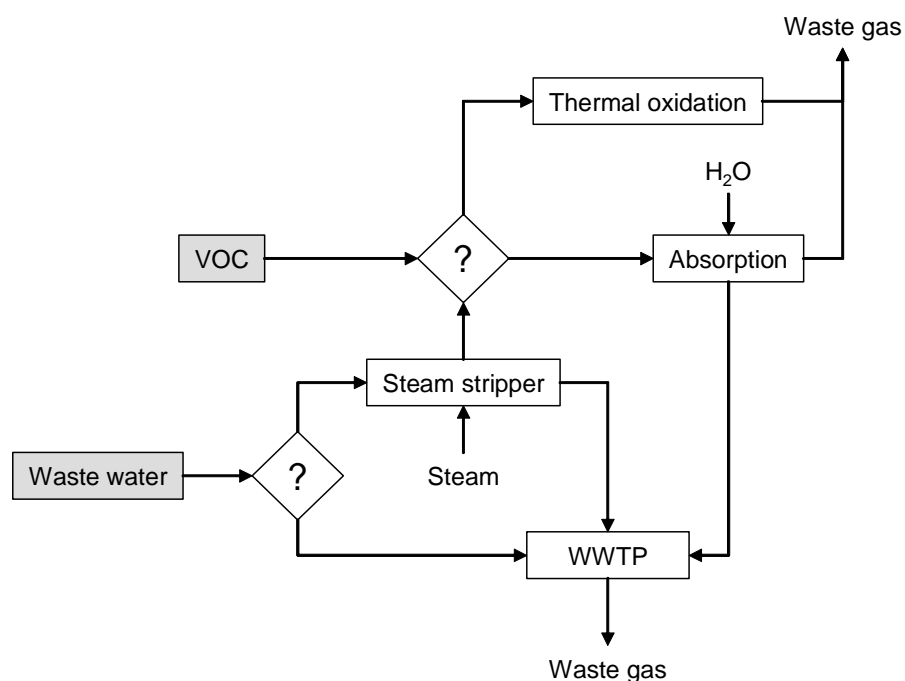 Waste gas
Thermal oxidation
H₂O
VOC
?
Absorption
Steam stripper
Waste water
?
Steam
WWTP
Waste gas